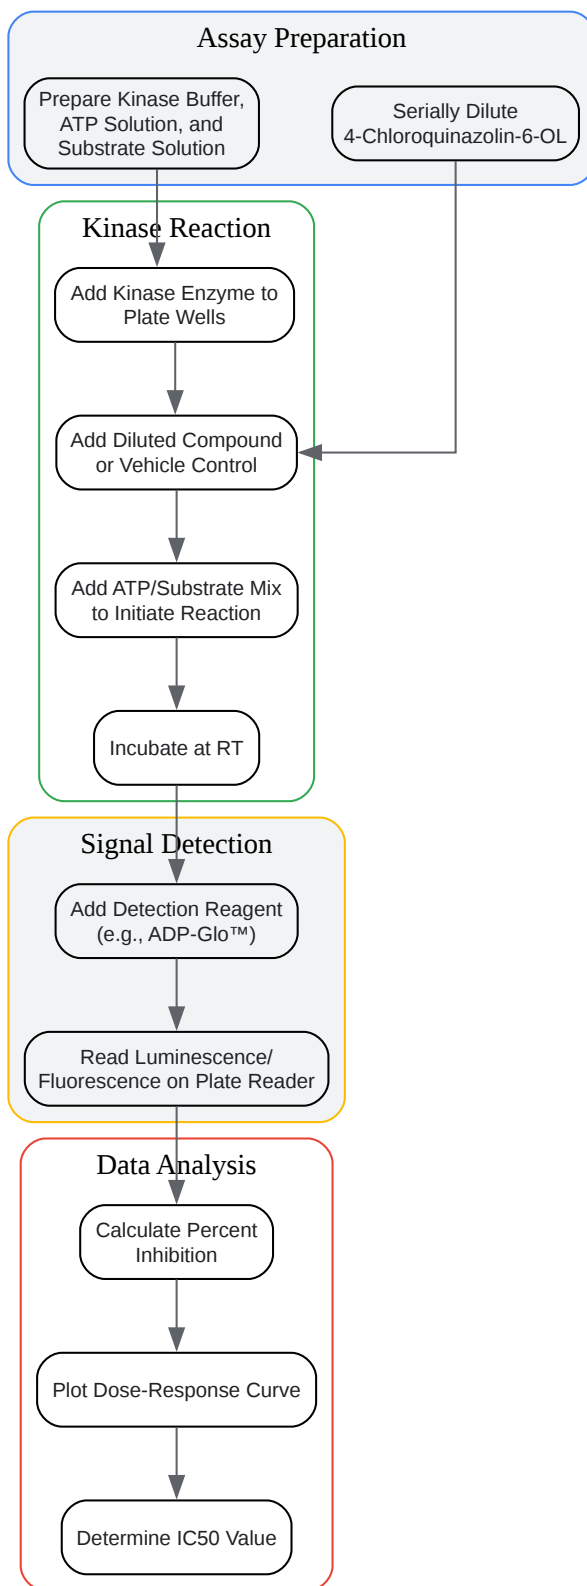 Assay Preparation
Prepare Kinase Buffer,
ATP Solution, and
Substrate Solution
Serially Dilute
4-Chloroquinazolin-6-OL
Kinase Reaction
Add Kinase Enzyme to
Plate Wells
Add Diluted Compound
or Vehicle Control
Add ATP/Substrate Mix
to Initiate Reaction
Incubate at RT
Signal Detection
Add Detection Reagent
(e.g., ADP-Glo™)
Read Luminescence/
Fluorescence on Plate Reader
Data Analysis
Calculate Percent
Inhibition
Plot Dose-Response Curve
Determine IC50 Value